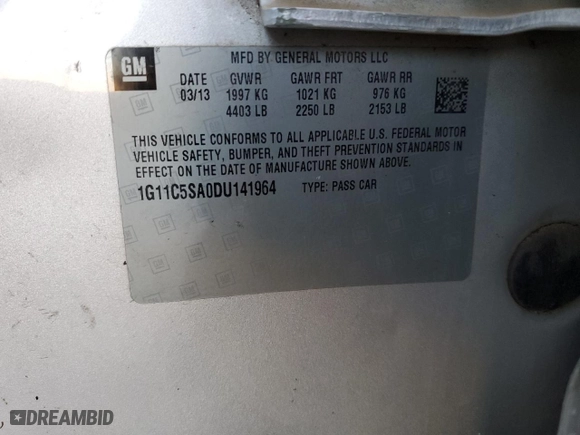 GM
MFD BY GENERAL MOTORS LLC
DATE GVWR GAWR FRT GAWR RR
03/13 1997 KG 1021 KG 976 KG
4403 LB 2250 LB 2153 LB
THIS VEHICLE CONFORMS TO ALL APPLICABLE U.S. FEDERAL MOTOR
VEHICLE SAFETY, BUMPER, AND THEFT PREVENTION STANDARDS IN
EFFECT ON THE DATE OF MANUFACTURE SHOWN ABOVE.
1G11C5SA0DU141964 TYPE: PASS CAR
DREAMBID